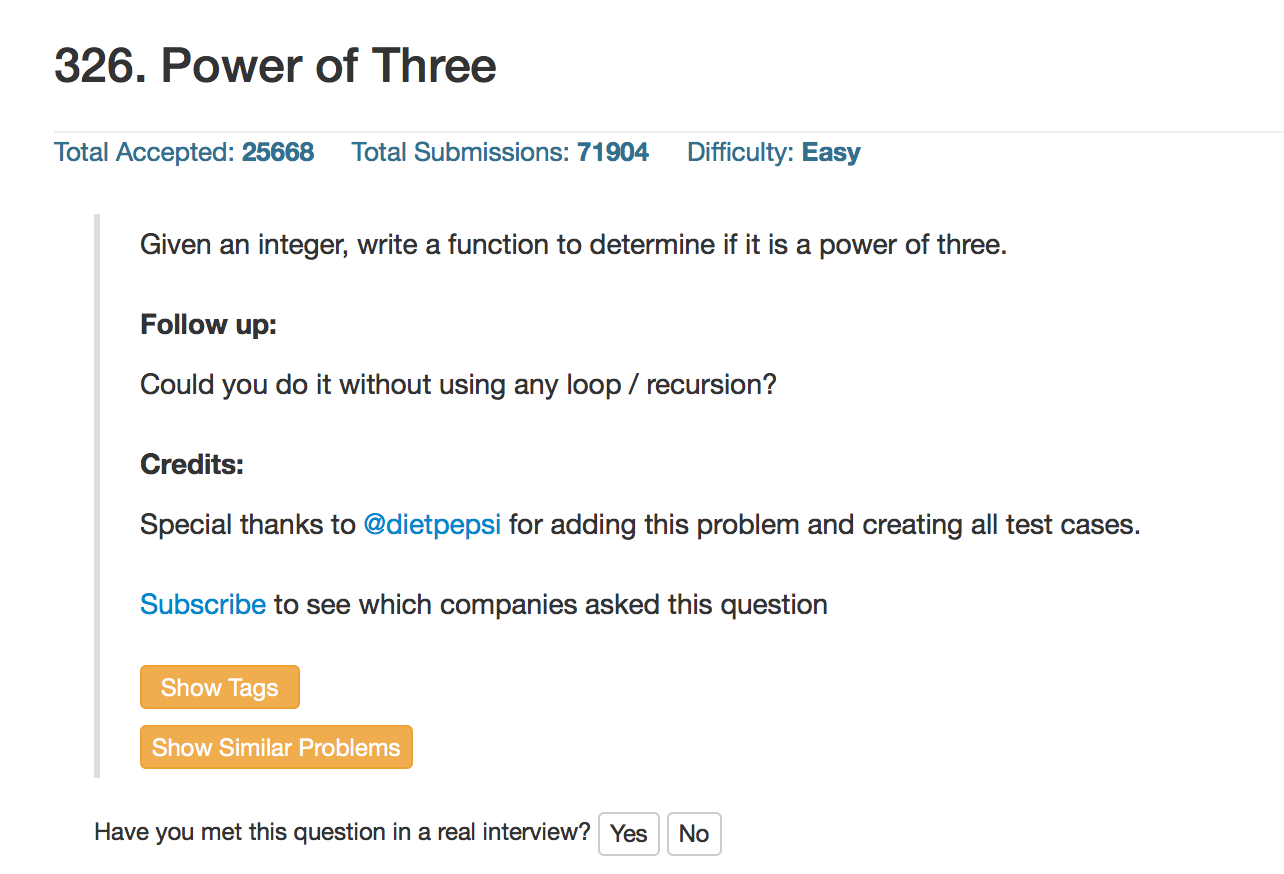 326. Power of Three
Total Accepted: 25668 Total Submissions: 71904 Difficulty: Easy
Given an integer, write a function to determine if it is a power of three.
Follow up:
Could you do it without using any loop / recursion?
Credits:
Special thanks to @dietpepsi for adding this problem and creating all test cases.
Subscribe to see which companies asked this question
Show Tags
Show Similar Problems
Have you met this question in a real interview? Yes No